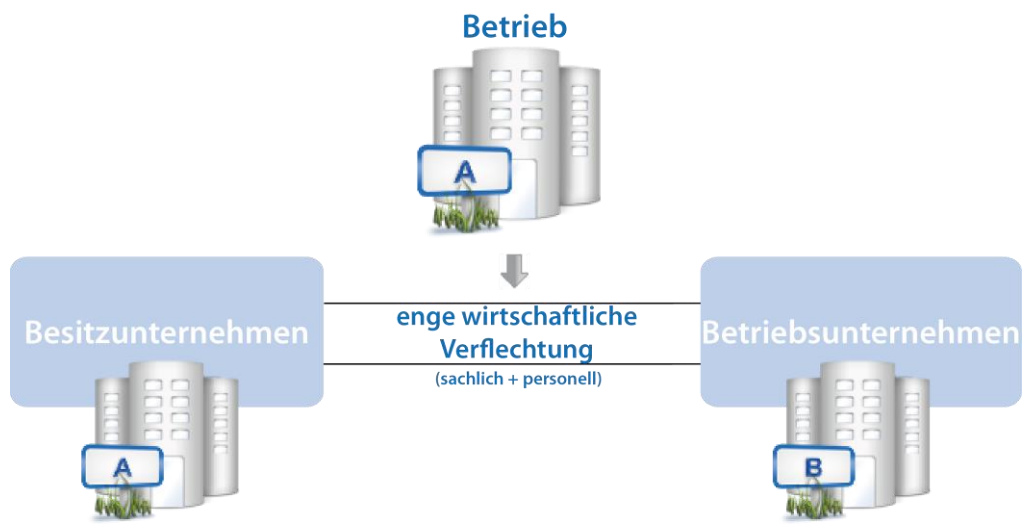 Betrieb
A
Besitzunternehmen
enge wirtschaftliche
Verflechtung
(sachlich + personell)
Betriebsunternehmen
A
B